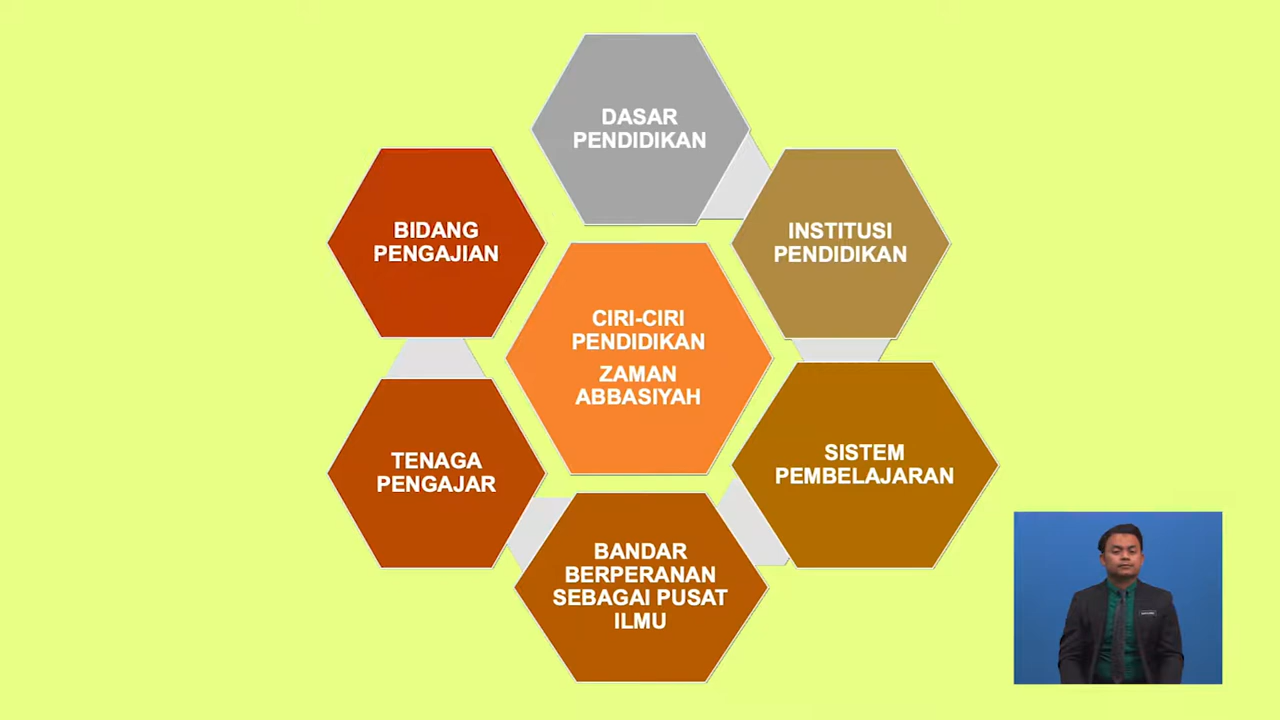 DASAR
PENDIDIKAN
INSTITUSI
PENDIDIKAN
SISTEM
PEMBELAJARAN
BANDAR
BERPERANAN
SEBAGAI PUSAT
ILMU
TENAGA
PENGAJAR
BIDANG
PENGAJIAN
CIRI-CIRI
PENDIDIKAN
ZAMAN
ABBASIYAH